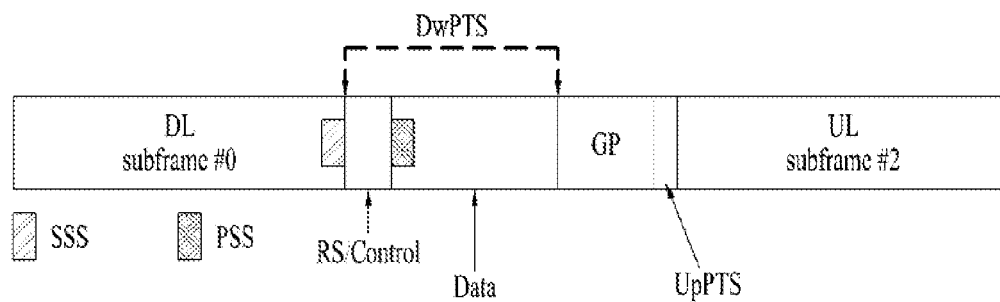 DwPTS
DL
subframe #0
GP
UL
subframe #2
SSS
PSS
RS/Control
Data
UpPTS